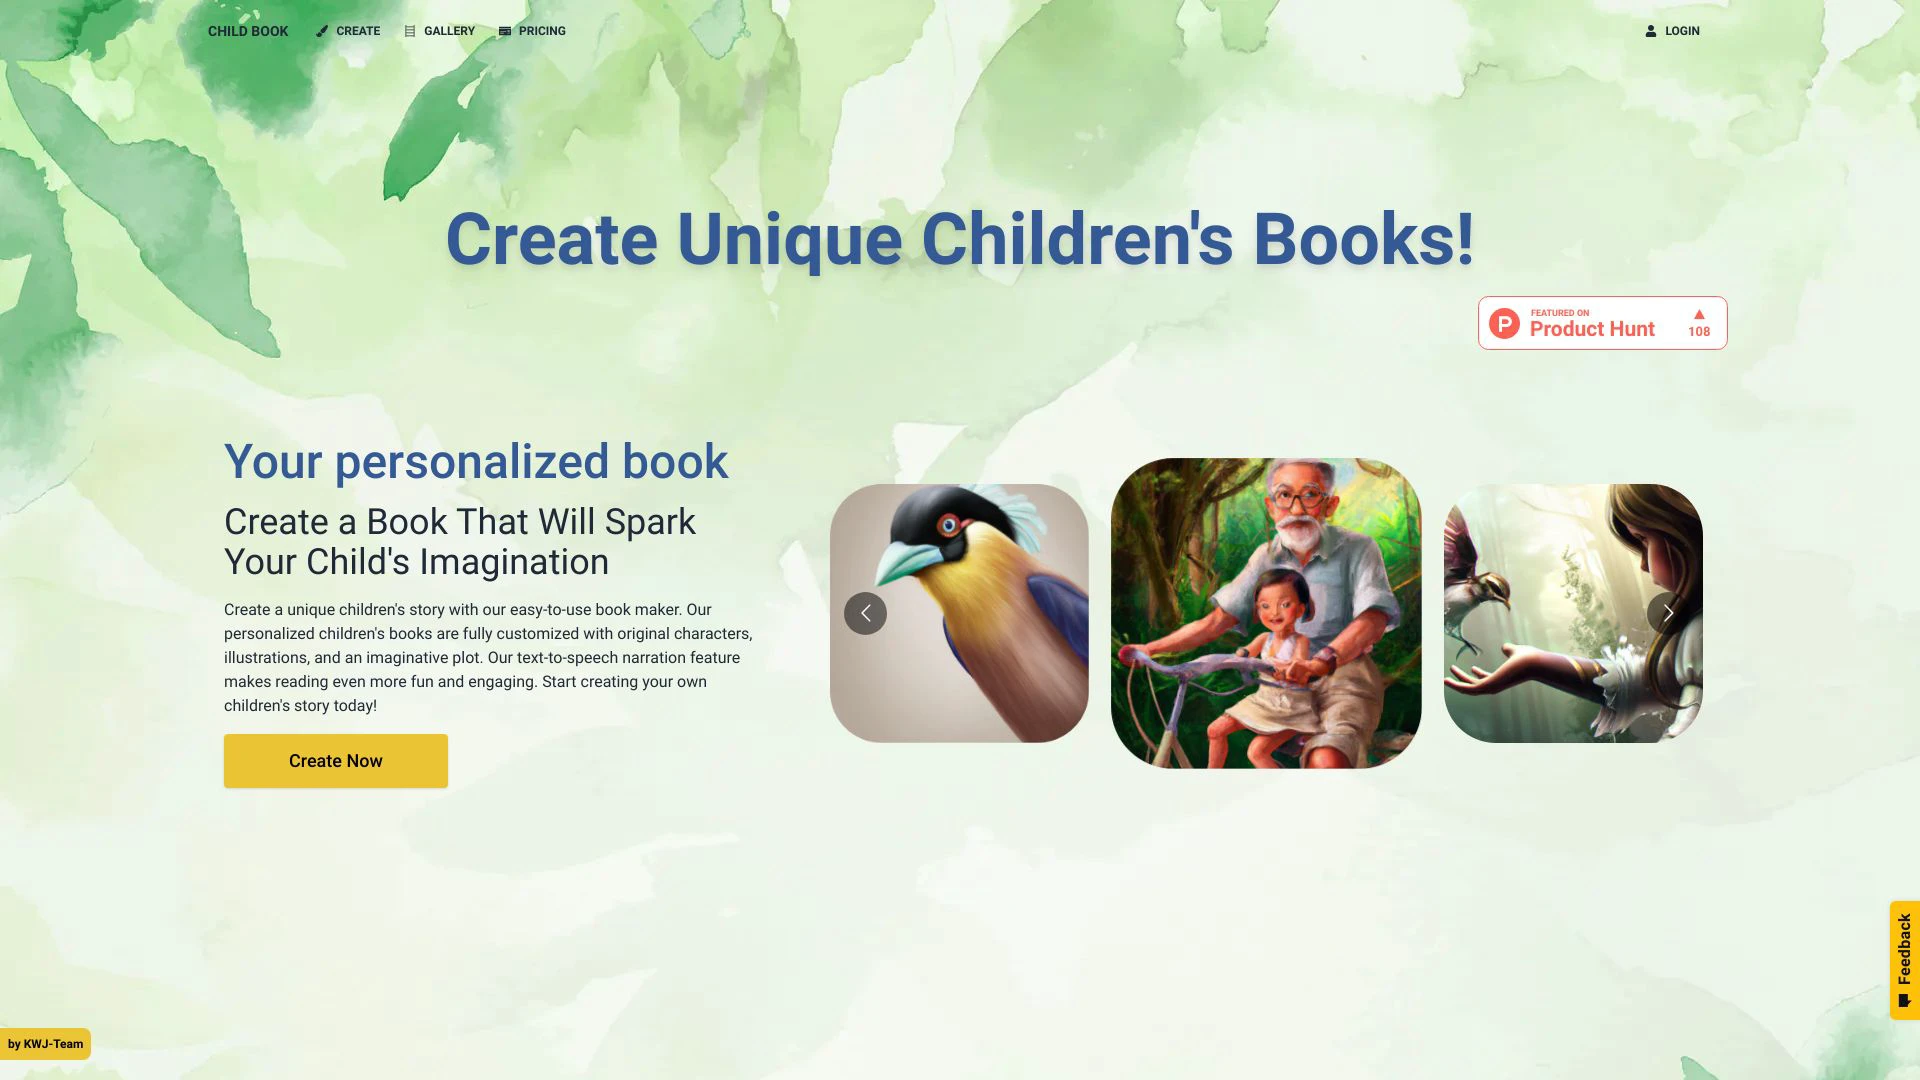 CHILD BOOK
CREATE
GALLERY
PRICING
LOGIN
Create Unique Children's Books!
FEATURED ON
Product Hunt
108
Your personalized book
Create a Book That Will Spark
Your Child's Imagination
Create a unique children's story with our easy-to-use book maker. Our
personalized children's books are fully customized with original characters,
illustrations, and an imaginative plot. Our text-to-speech narration feature
makes reading even more fun and engaging. Start creating your own
children's story today!
Create Now
Feedback
by KWJ-Team